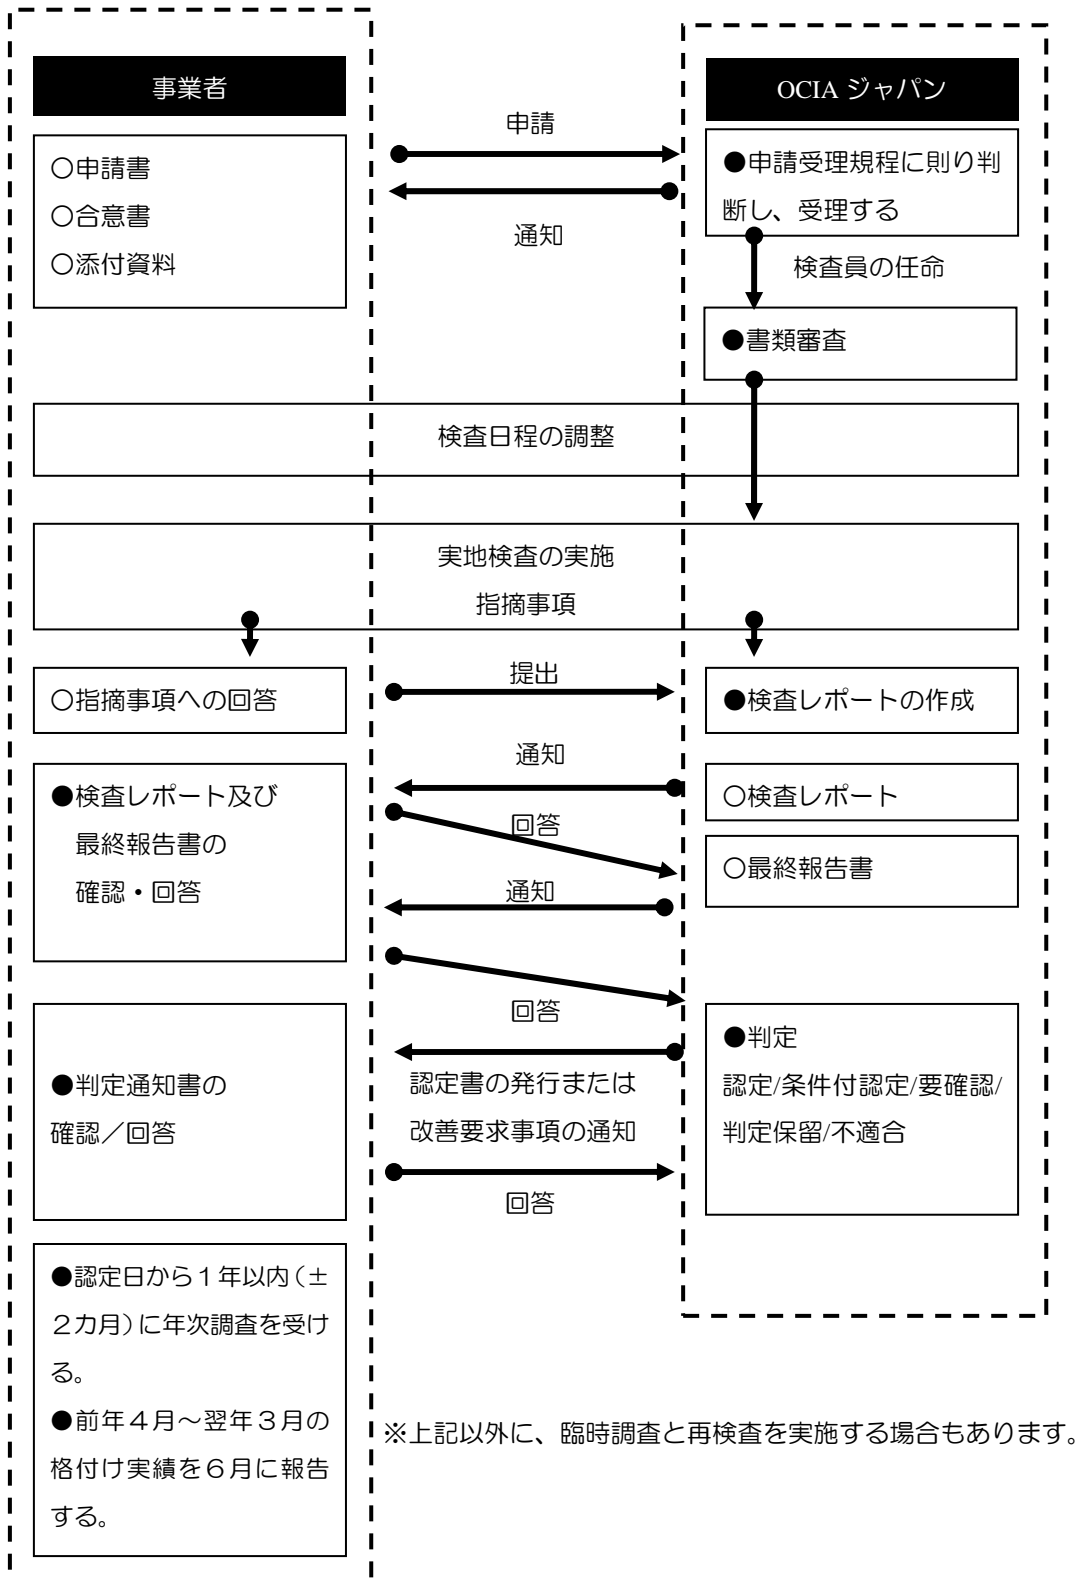 事業者
OCIA ジャパン
申請
○申請書
○合意書
○添付資料
●申請受理規程に則り判
断し、受理する
通知
検査員の任命
●書類審査
検査日程の調整
実地検査の実施
指摘事項
○指摘事項への回答
提出
●検査レポートの作成
通知
●検査レポート及び
最終報告書の
確認・回答
○検査レポート
回答
○最終報告書
通知
回答
●判定
認定/条件付認定/要確認/
判定保留/不適合
●判定通知書の
確認／回答
認定書の発行または
改善要求事項の通知
回答
●認定日から１年以内（±
２カ月）に年次調査を受け
る。
●前年４月～翌年３月の
格付け実績を６月に報告
する。
※上記以外に、臨時調査と再検査を実施する場合もあります。